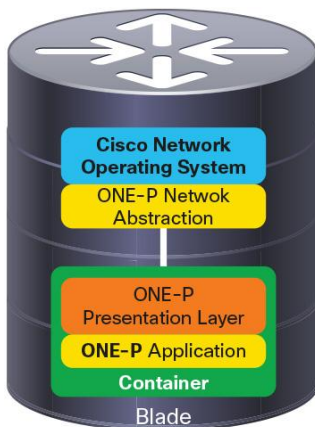 Cisco Network
Operating System
ONE-P Netwok
Abstraction
ONE-P
Presentation Layer
ONE-P Application
Container
Blade